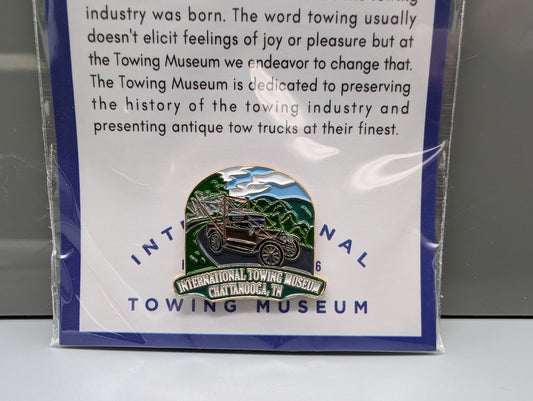 industry was born. The word towing usually
doesn't elicit feelings of joy or pleasure but at
the Towing Museum we endeavor to change that.
The Towing Museum is dedicated to preserving
the history of the towing industry and
presenting antique tow trucks at their finest.
INTERNATIONAL TOWING MUSEUM
CHATTANOOGA, TN
TOWING MUSEUM